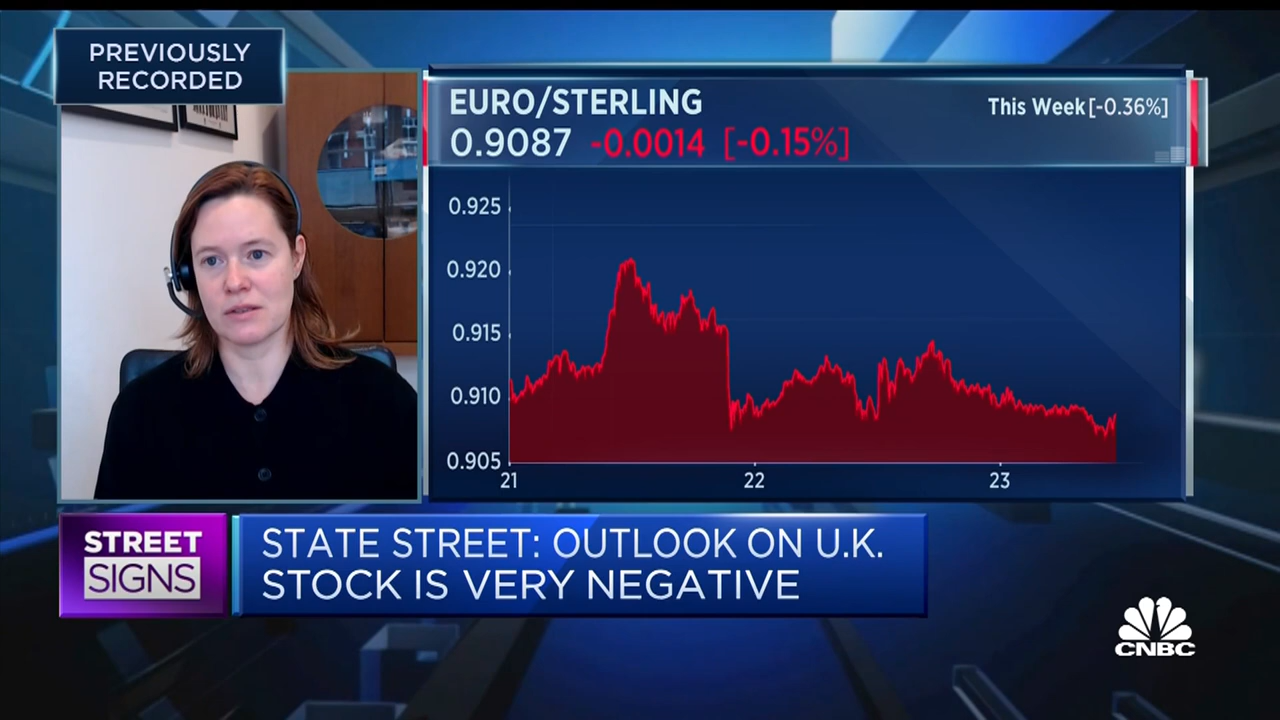 PREVIOUSLY
RECORDED
EURO/STERLING
This Week[-0.36%]
0.9087 -0.0014 [-0.15%]
0.925
0.920
0.915
0.910
0.905
21 22 23
STREET
SIGNS
STATE STREET: OUTLOOK ON U.K.
STOCK IS VERY NEGATIVE
CNBC